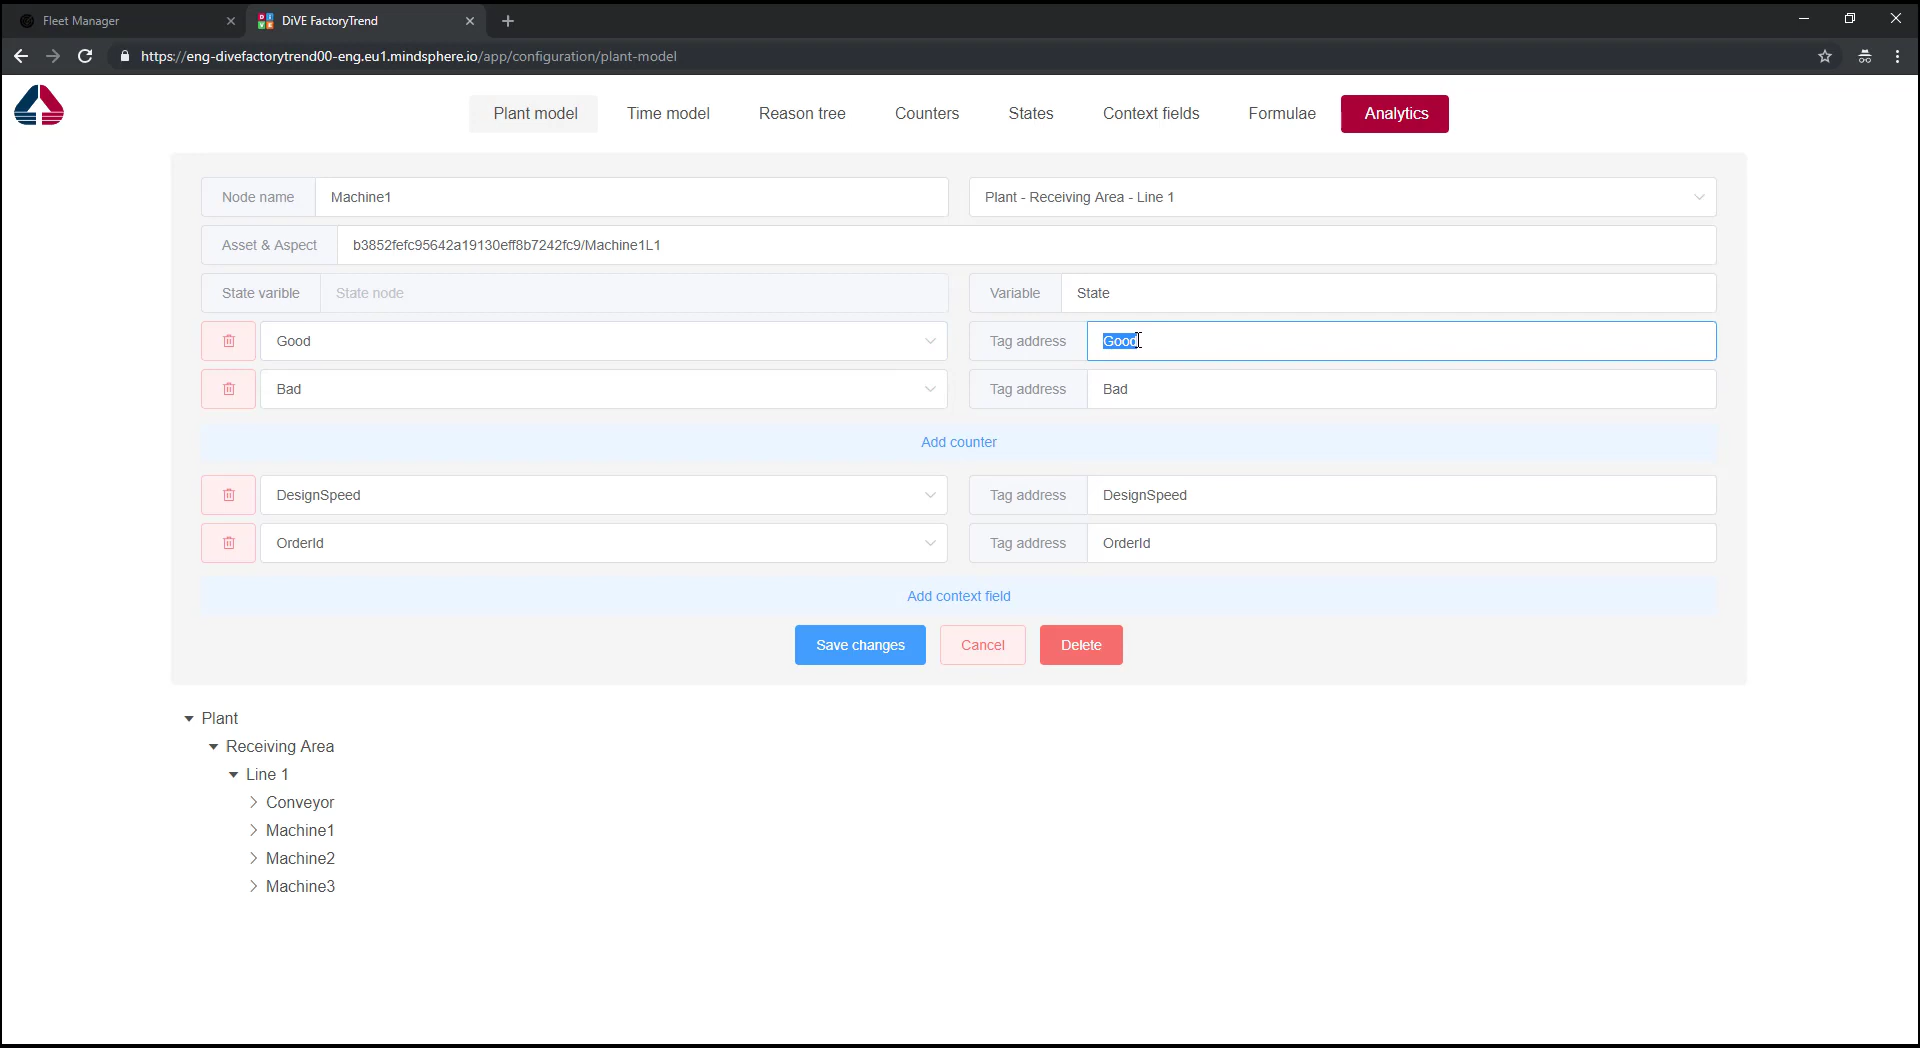 Fleet Manager
DiVE FactoryTrend
https://eng-divefactorytrend00-eng.eu1.mindsphere.io/app/configuration/plant-model
Plant model Time model Reason tree Counters States Context fields Formulae Analytics
Node name Machine1 Plant - Receiving Area - Line 1
Asset & Aspect b3852fefc95642a19130eff8b7242fc9/Machine1L1
State varible State node Variable State
Good Tag address Good
Bad Tag address Bad
Add counter
DesignSpeed Tag address DesignSpeed
OrderId Tag address OrderId
Add context field
Save changes Cancel Delete
Plant
Receiving Area
Line 1
Conveyor
Machine1
Machine2
Machine3